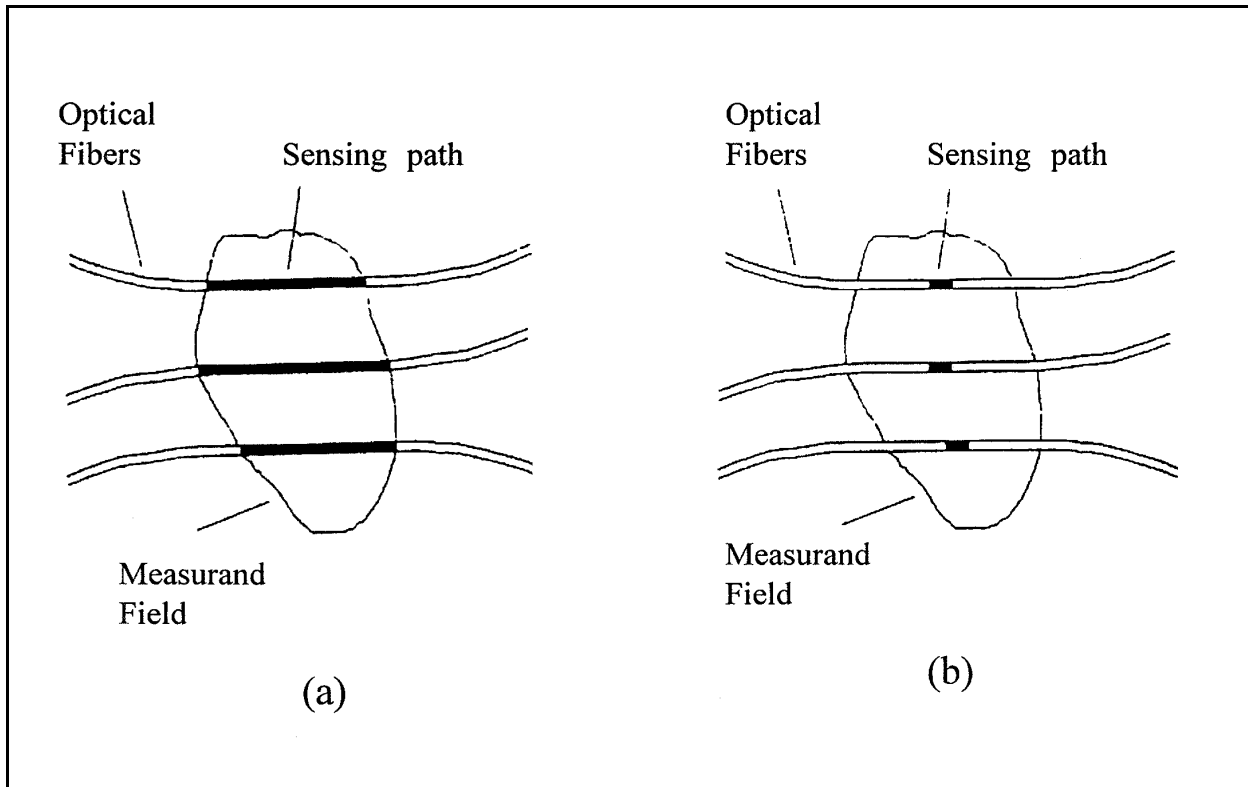 Optical
Fibers
Sensing path
Measurand
Field
(a)
Optical
Fibers
Sensing path
Measurand
Field
(b)